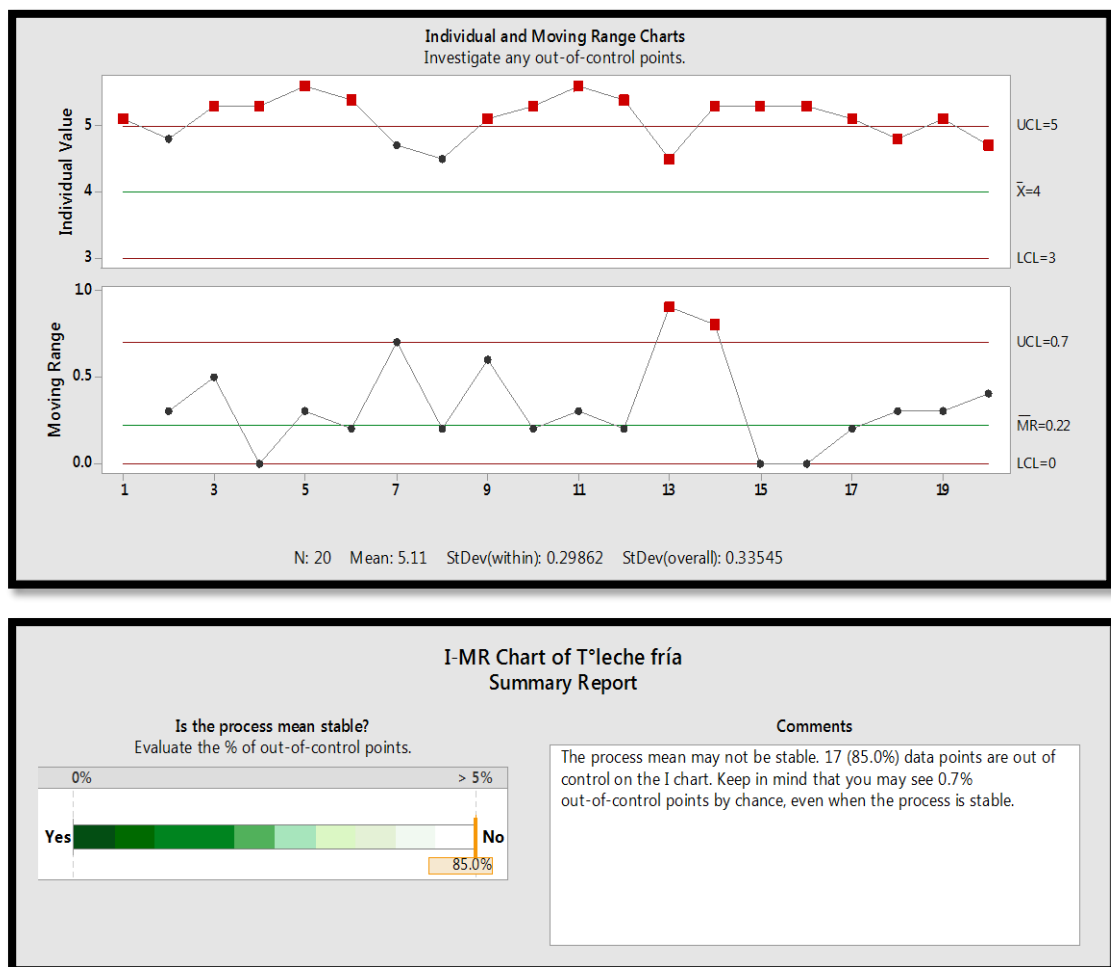 Individual and Moving Range Charts
Investigate any out-of-control points.
Individual Value
5
4
3
UCL=5
X̄=4
LCL=3
Moving Range
1.0
0.5
0.0
UCL=0.7
M̄R̄=0.22
LCL=0
1 3 5 7 9 11 13 15 17 19
N: 20 Mean: 5.11 StDev(within): 0.29862 StDev(overall): 0.33545
I-MR Chart of T°leche fría
Summary Report
Is the process mean stable?
Evaluate the % of out-of-control points.
0% > 5%
Yes No
85.0%
Comments
The process mean may not be stable. 17 (85.0%) data points are out of
control on the I chart. Keep in mind that you may see 0.7%
out-of-control points by chance, even when the process is stable.